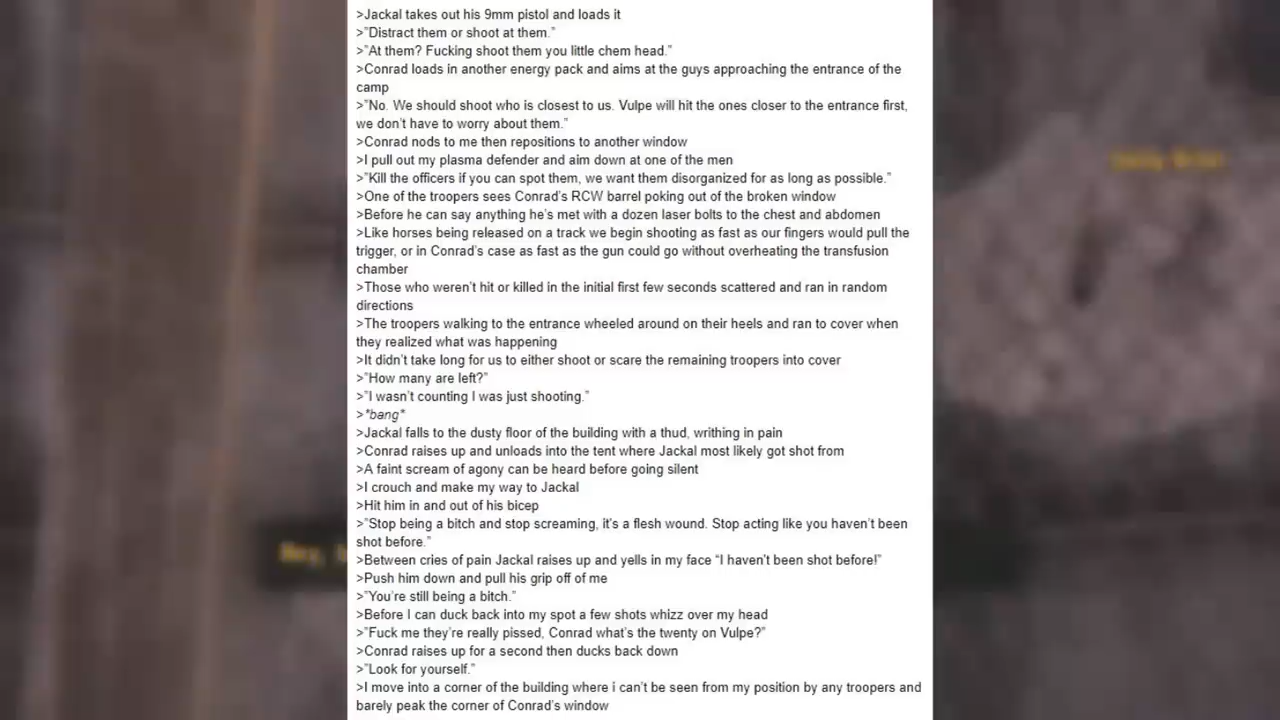 >Jackal takes out his 9mm pistol and loads it
>"Distract them or shoot at them."
>"At them? Fucking shoot them you little chem head."
>Conrad loads in another energy pack and aims at the guys approaching the entrance of the
camp
>"No. We should shoot who is closest to us. Vulpe will hit the ones closer to the entrance first,
we don't have to worry about them."
>Conrad nods to me then repositions to another window
>I pull out my plasma defender and aim down at one of the men
>"Kill the officers if you can spot them, we want them disorganized for as long as possible."
>One of the troopers sees Conrad's RCW barrel poking out of the broken window
>Before he can say anything he's met with a dozen laser bolts to the chest and abdomen
>Like horses being released on a track we begin shooting as fast as our fingers would pull the
trigger, or in Conrad's case as fast as the gun could go without overheating the transfusion
chamber
>Those who weren't hit or killed in the initial first few seconds scattered and ran in random
directions
>The troopers walking to the entrance wheeled around on their heels and ran to cover when
they realized what was happening
>It didn't take long for us to either shoot or scare the remaining troopers into cover
>"How many are left?"
>"I wasn't counting I was just shooting."
>*bang*
>Jackal falls to the dusty floor of the building with a thud, writhing in pain
>Conrad raises up and unloads into the tent where Jackal most likely got shot from
>A faint scream of agony can be heard before going silent
>I crouch and make my way to Jackal
>Hit him in and out of his bicep
>"Stop being a bitch and stop screaming, it's a flesh wound. Stop acting like you haven't been
shot before."
>Between cries of pain Jackal raises up and yells in my face "I haven't been shot before!"
>Push him down and pull his grip off of me
>"You're still being a bitch."
>Before I can duck back into my spot a few shots whizz over my head
>"Fuck me they're really pissed, Conrad what's the twenty on Vulpe?"
>Conrad raises up for a second then ducks back down
>"Look for yourself."
>I move into a corner of the building where i can't be seen from my position by any troopers and
barely peak the corner of Conrad's window